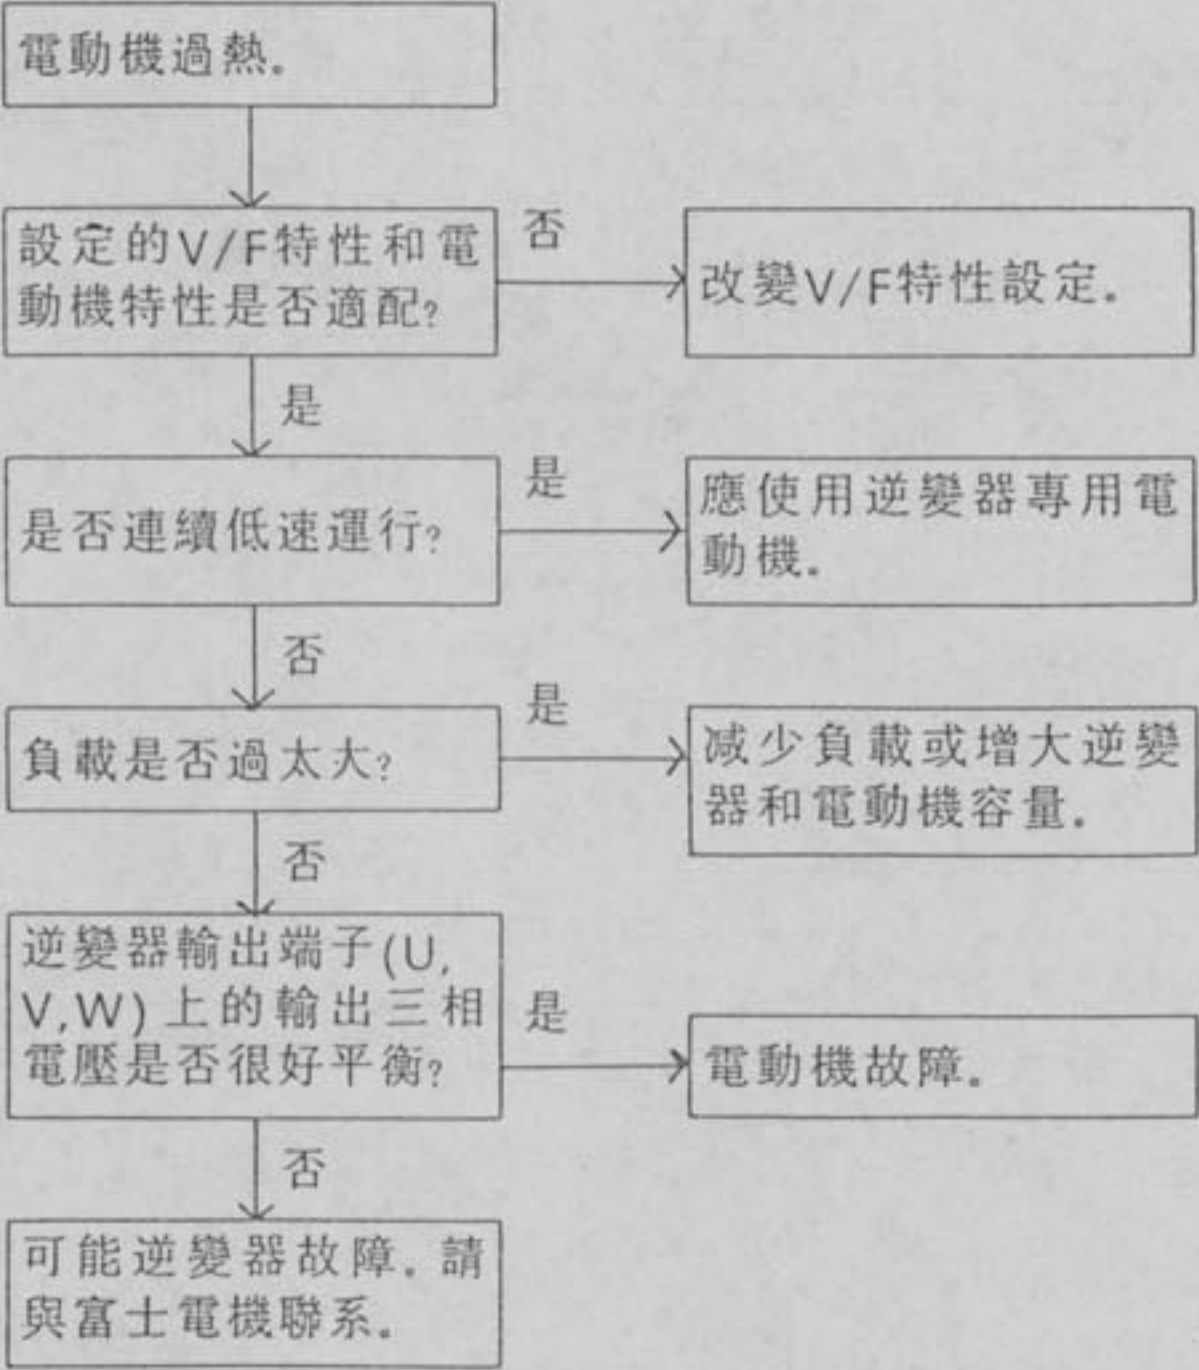 電動機過熱。
設定的V/F特性和電
動機特性是否適配?
否
改變V/F特性設定。
是
是否連續低速運行?
是
應使用逆變器專用電
動機。
否
負載是否過太大?
是
减少負載或增大逆變
器和電動機容量。
否
逆變器輸出端子(U,
V,W)上的輸出三相
電壓是否很好平衡?
是
電動機故障。
否
可能逆變器故障。請
與富士電機聯系。